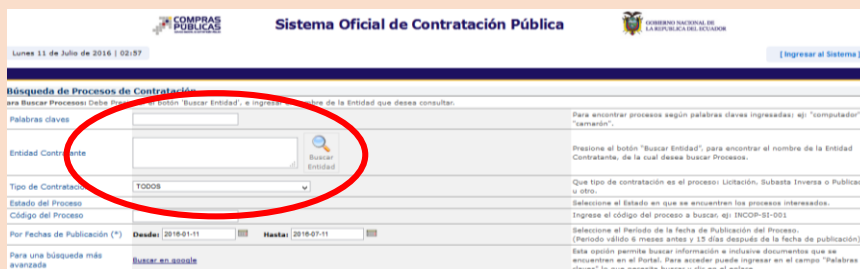 COMPRAS
PÚBLICAS
Sistema Oficial de Contratación Pública
GOBIERNO NACIONAL DE
LA REPUBLICA DEL ECUADOR
Lunes 11 de Julio de 2016 | 02:57
[Ingresar al Sistema]
Búsqueda de Procesos de Contratación
ara Buscar Procesos: Debe Pre el botón 'Buscar Entidad', e ingresar mbre de la Entidad que desea consultar.
Palabras claves
Para encontrar procesos según palabras claves ingresadas; ej: "computador"
"camarón".
Entidad Contratante
Buscar
Entidad
Presione el botón "Buscar Entidad", para encontrar el nombre de la Entidad
Contratante, de la cual desea buscar Procesos.
Tipo de Contratació
TODOS
Que tipo de contratación es el proceso: Licitación, Subasta Inversa o Publicac
u otro.
Estado del Proceso
Seleccione el Estado en que se encuentren los procesos interesados.
Código del Proceso
Ingrese el código del proceso a buscar, ej: INCOP-SI-001
Por Fechas de Publicación (*)
Desde: 2016-01-11
Hasta: 2016-07-11
Seleccione el Período de la fecha de Publicación del Proceso.
(Periodo válido 6 meses antes y 15 días después de la fecha de publicación)
Para una búsqueda más
avanzada
Buscar en google
Esta opción permite buscar información e inclusive documentos que se
encuentren en el Portal. Para acceder puede ingresar en el campo "Palabras